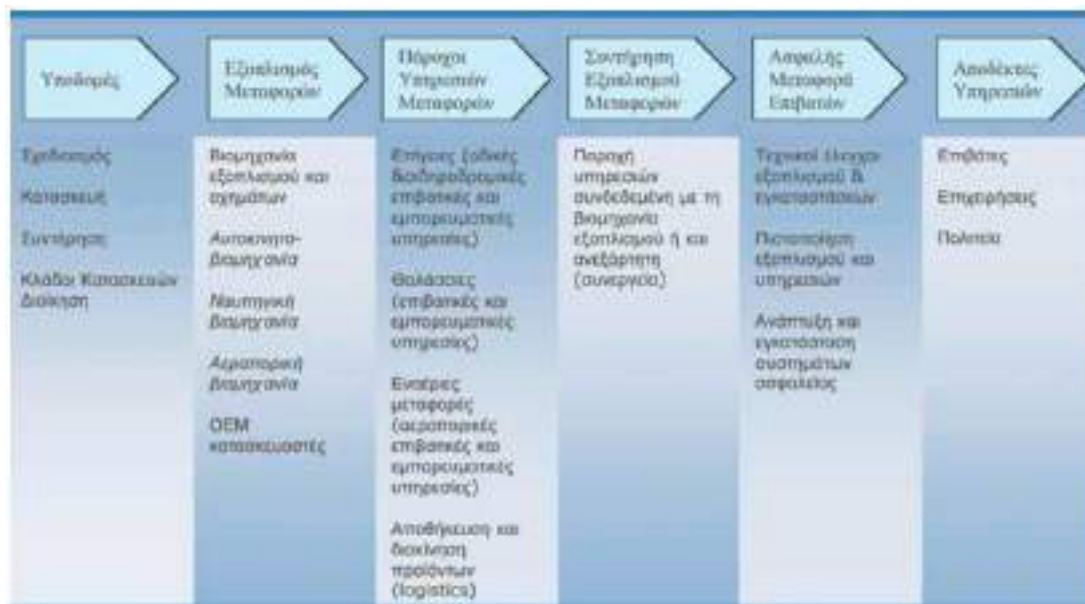 Υποδομές
Εξοπλισμός
Μεταφορών
Πάροχοι
Υπηρεσιών
Μεταφορών
Συντήρηση
Εξοπλισμού
Μεταφορών
Ασφαλής
Μεταφορά
Επιβατών
Αποδέκτες
Υπηρεσιών
Σχεδιασμός
Κατασκευή
Συντήρηση
Κλάδοι Κατασκευών
Διοίκηση
Βιομηχανία
εξοπλισμού και
οχημάτων
Αυτοκινητο-
βιομηχανία
Ναυπηγική
βιομηχανία
Αεροπορική
βιομηχανία
OEM
κατασκευαστές
Επίγειες (οδικές
&σιδηροδρομικές
επιβατικές και
εμπορευματικές
υπηρεσίες)
Θαλάσσιες
(επιβατικές και
εμπορευματικές
υπηρεσίες)
Εναέριες
μεταφορές
(αεροπορικές
επιβατικές και
εμπορευματικές
υπηρεσίες)
Αποθήκευση και
διακίνηση
προϊόντων
(logistics)
Παροχή
υπηρεσιών
συνδεδεμένη με τη
βιομηχανία
εξοπλισμού ή και
ανεξάρτητη
(συνεργεία)
Τεχνικοί έλεγχοι
εξοπλισμού &
εγκαταστάσεων
Πιστοποίηση
εξοπλισμού και
υπηρεσιών
Ανάπτυξη και
εγκατάσταση
συστημάτων
ασφαλείας
Επιβάτες
Επιχειρήσεις
Πολιτεία